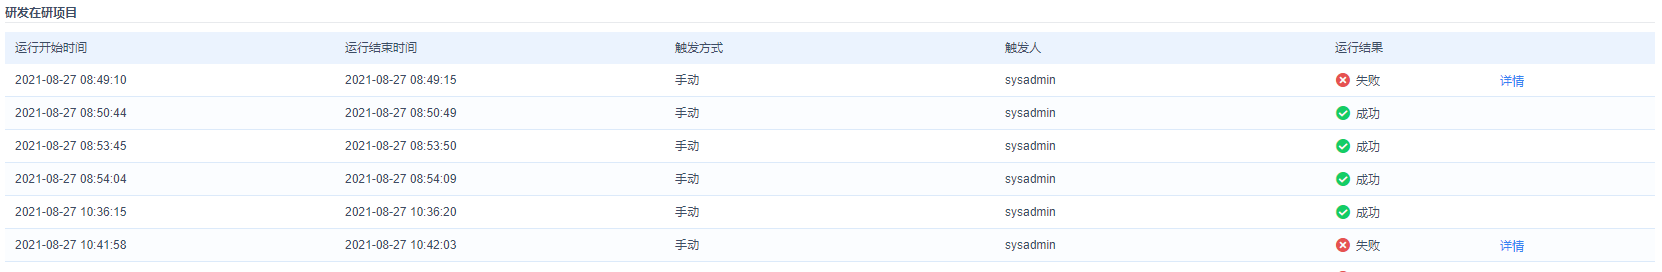 研发在研项目
运行开始时间 运行结束时间 触发方式 触发人 运行结果
2021-08-27 08:49:10 2021-08-27 08:49:15 手动 sysadmin 失败 详情
2021-08-27 08:50:44 2021-08-27 08:50:49 手动 sysadmin 成功
2021-08-27 08:53:45 2021-08-27 08:53:50 手动 sysadmin 成功
2021-08-27 08:54:04 2021-08-27 08:54:09 手动 sysadmin 成功
2021-08-27 10:36:15 2021-08-27 10:36:20 手动 sysadmin 成功
2021-08-27 10:41:58 2021-08-27 10:42:03 手动 sysadmin 失败 详情